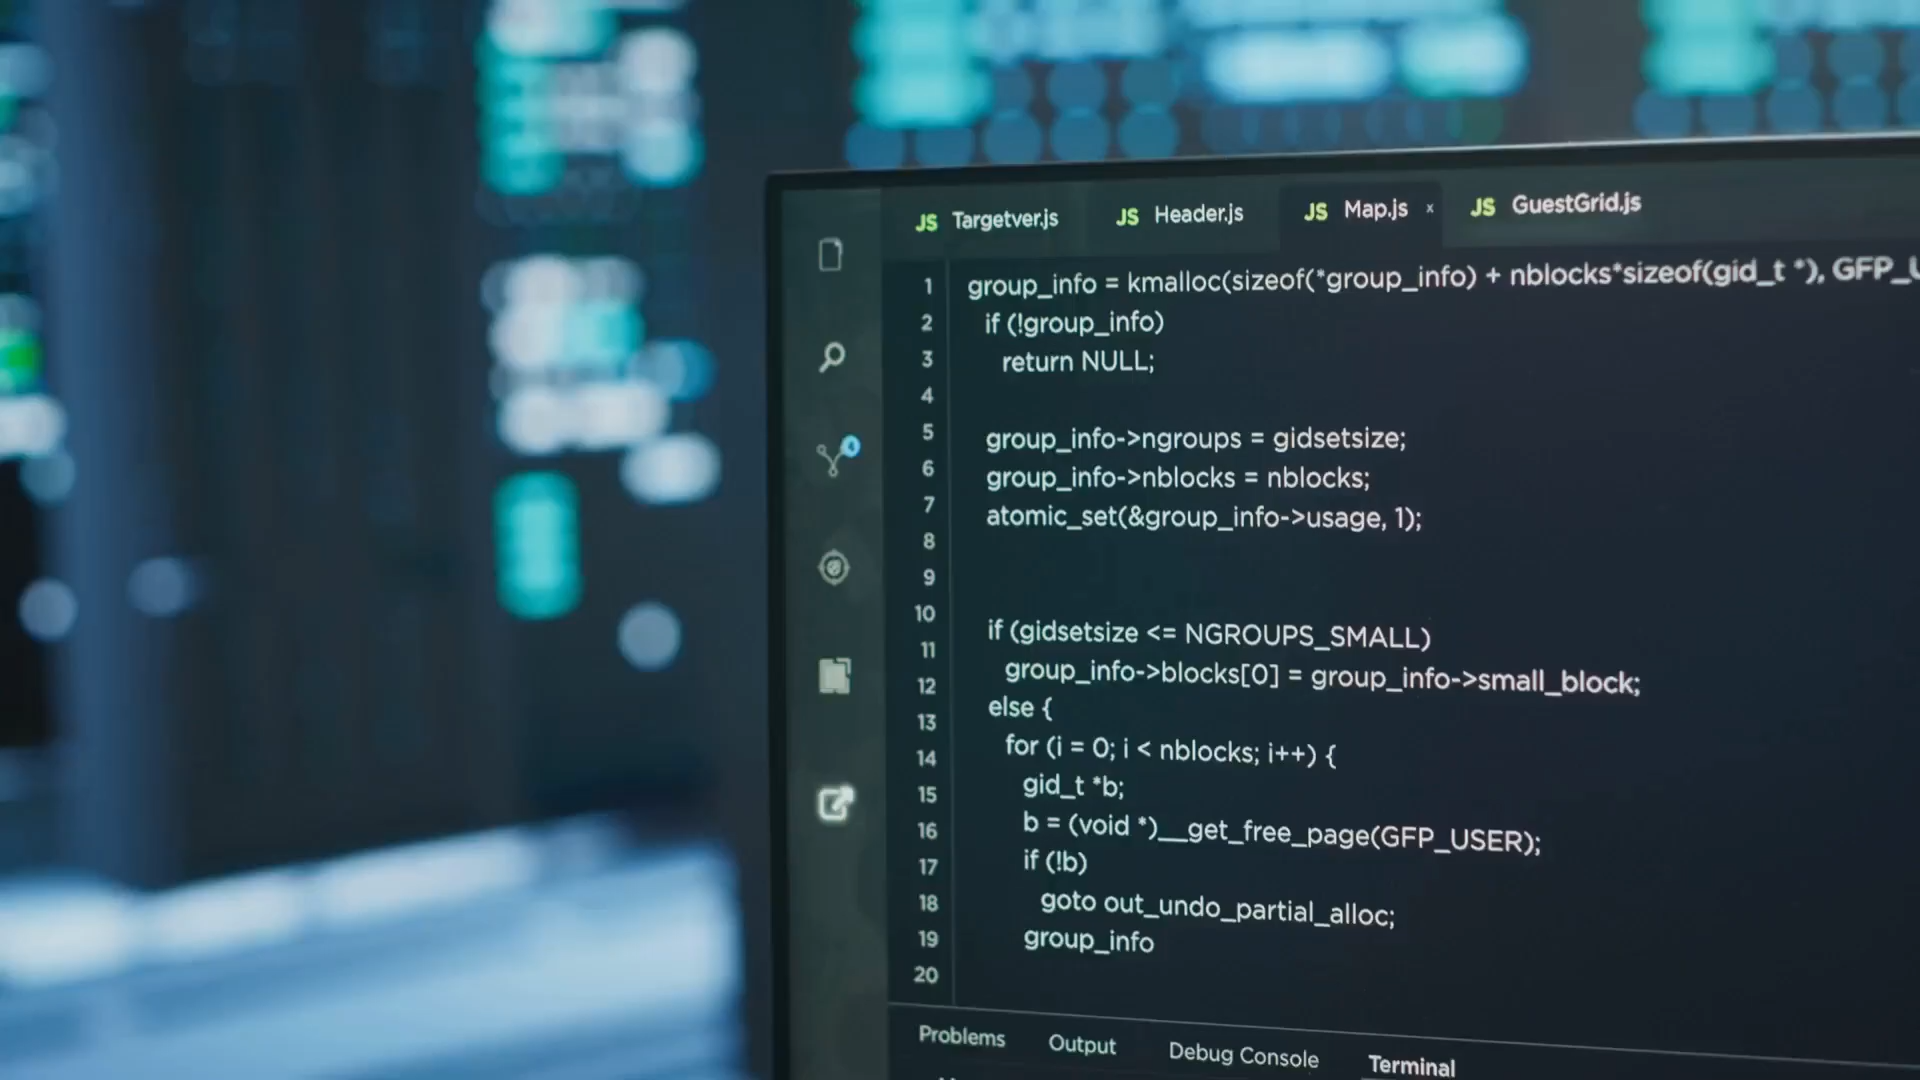 JS Targetver.js JS Header.js JS Map.js x JS GuestGrid.js
1 group_info = kmalloc(sizeof(*group_info) + nblocks*sizeof(gid_t *), GFP_U
2 if (!group_info)
3 return NULL;
4
5 group_info->ngroups = gidsetsize;
6 group_info->nblocks = nblocks;
7 atomic_set(&group_info->usage, 1);
8
9
10 if (gidsetsize <= NGROUPS_SMALL)
11 group_info->blocks[0] = group_info->small_block;
12 else {
13 for (i = 0; i < nblocks; i++) {
14 gid_t *b;
15 b = (void *)__get_free_page(GFP_USER);
16 if (!b)
17 goto out_undo_partial_alloc;
18 group_info
19
20
4
Problems Output Debug Console Terminal